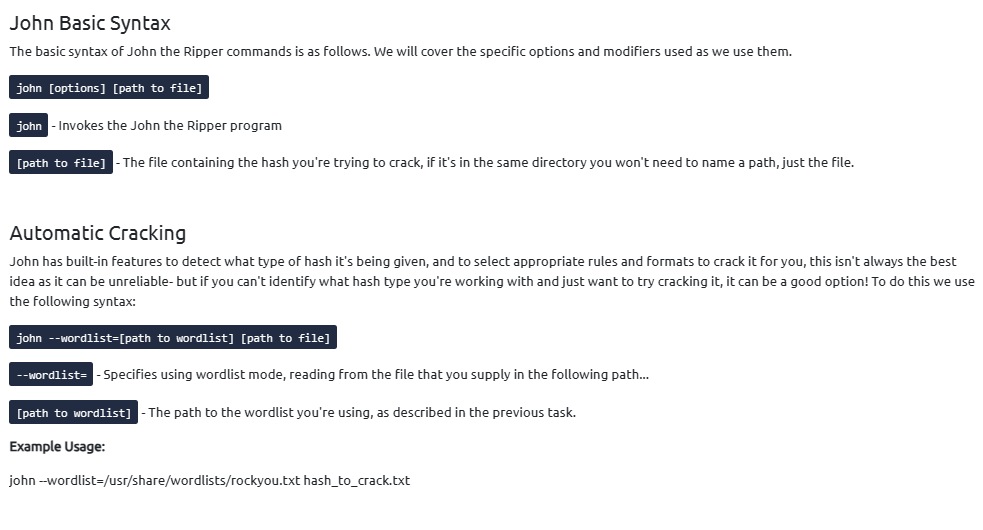 John Basic Syntax
The basic syntax of John the Ripper commands is as follows. We will cover the specific options and modifiers used as we use them.
john [options] [path to file]
john - Invokes the John the Ripper program
[path to file] - The file containing the hash you're trying to crack, if it's in the same directory you won't need to name a path, just the file.
Automatic Cracking
John has built-in features to detect what type of hash it's being given, and to select appropriate rules and formats to crack it for you, this isn't always the best
idea as it can be unreliable- but if you can't identify what hash type you're working with and just want to try cracking it, it can be a good option! To do this we use
the following syntax:
john --wordlist=[path to wordlist] [path to file]
--wordlist= - Specifies using wordlist mode, reading from the file that you supply in the following path...
[path to wordlist] - The path to the wordlist you're using, as described in the previous task.
Example Usage:
john --wordlist=/usr/share/wordlists/rockyou.txt hash_to_crack.txt